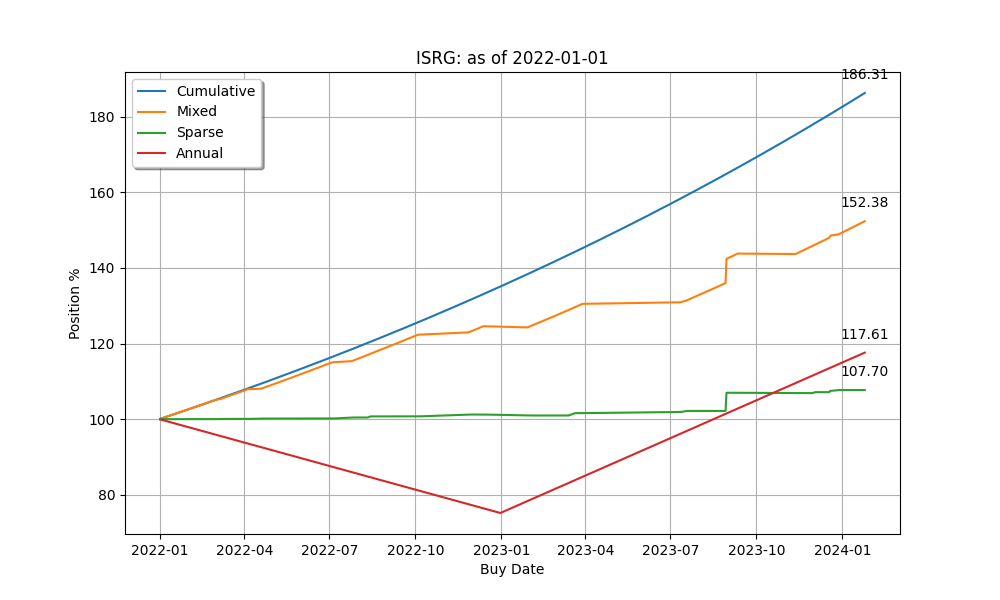 ISRG: as of 2022-01-01
186.31
Cumulative
Mixed
Sparse
Annual
152.38
117.61
107.70
180
160
140
120
100
80
Position %
2022-01 2022-04 2022-07 2022-10 2023-01 2023-04 2023-07 2023-10 2024-01
Buy Date